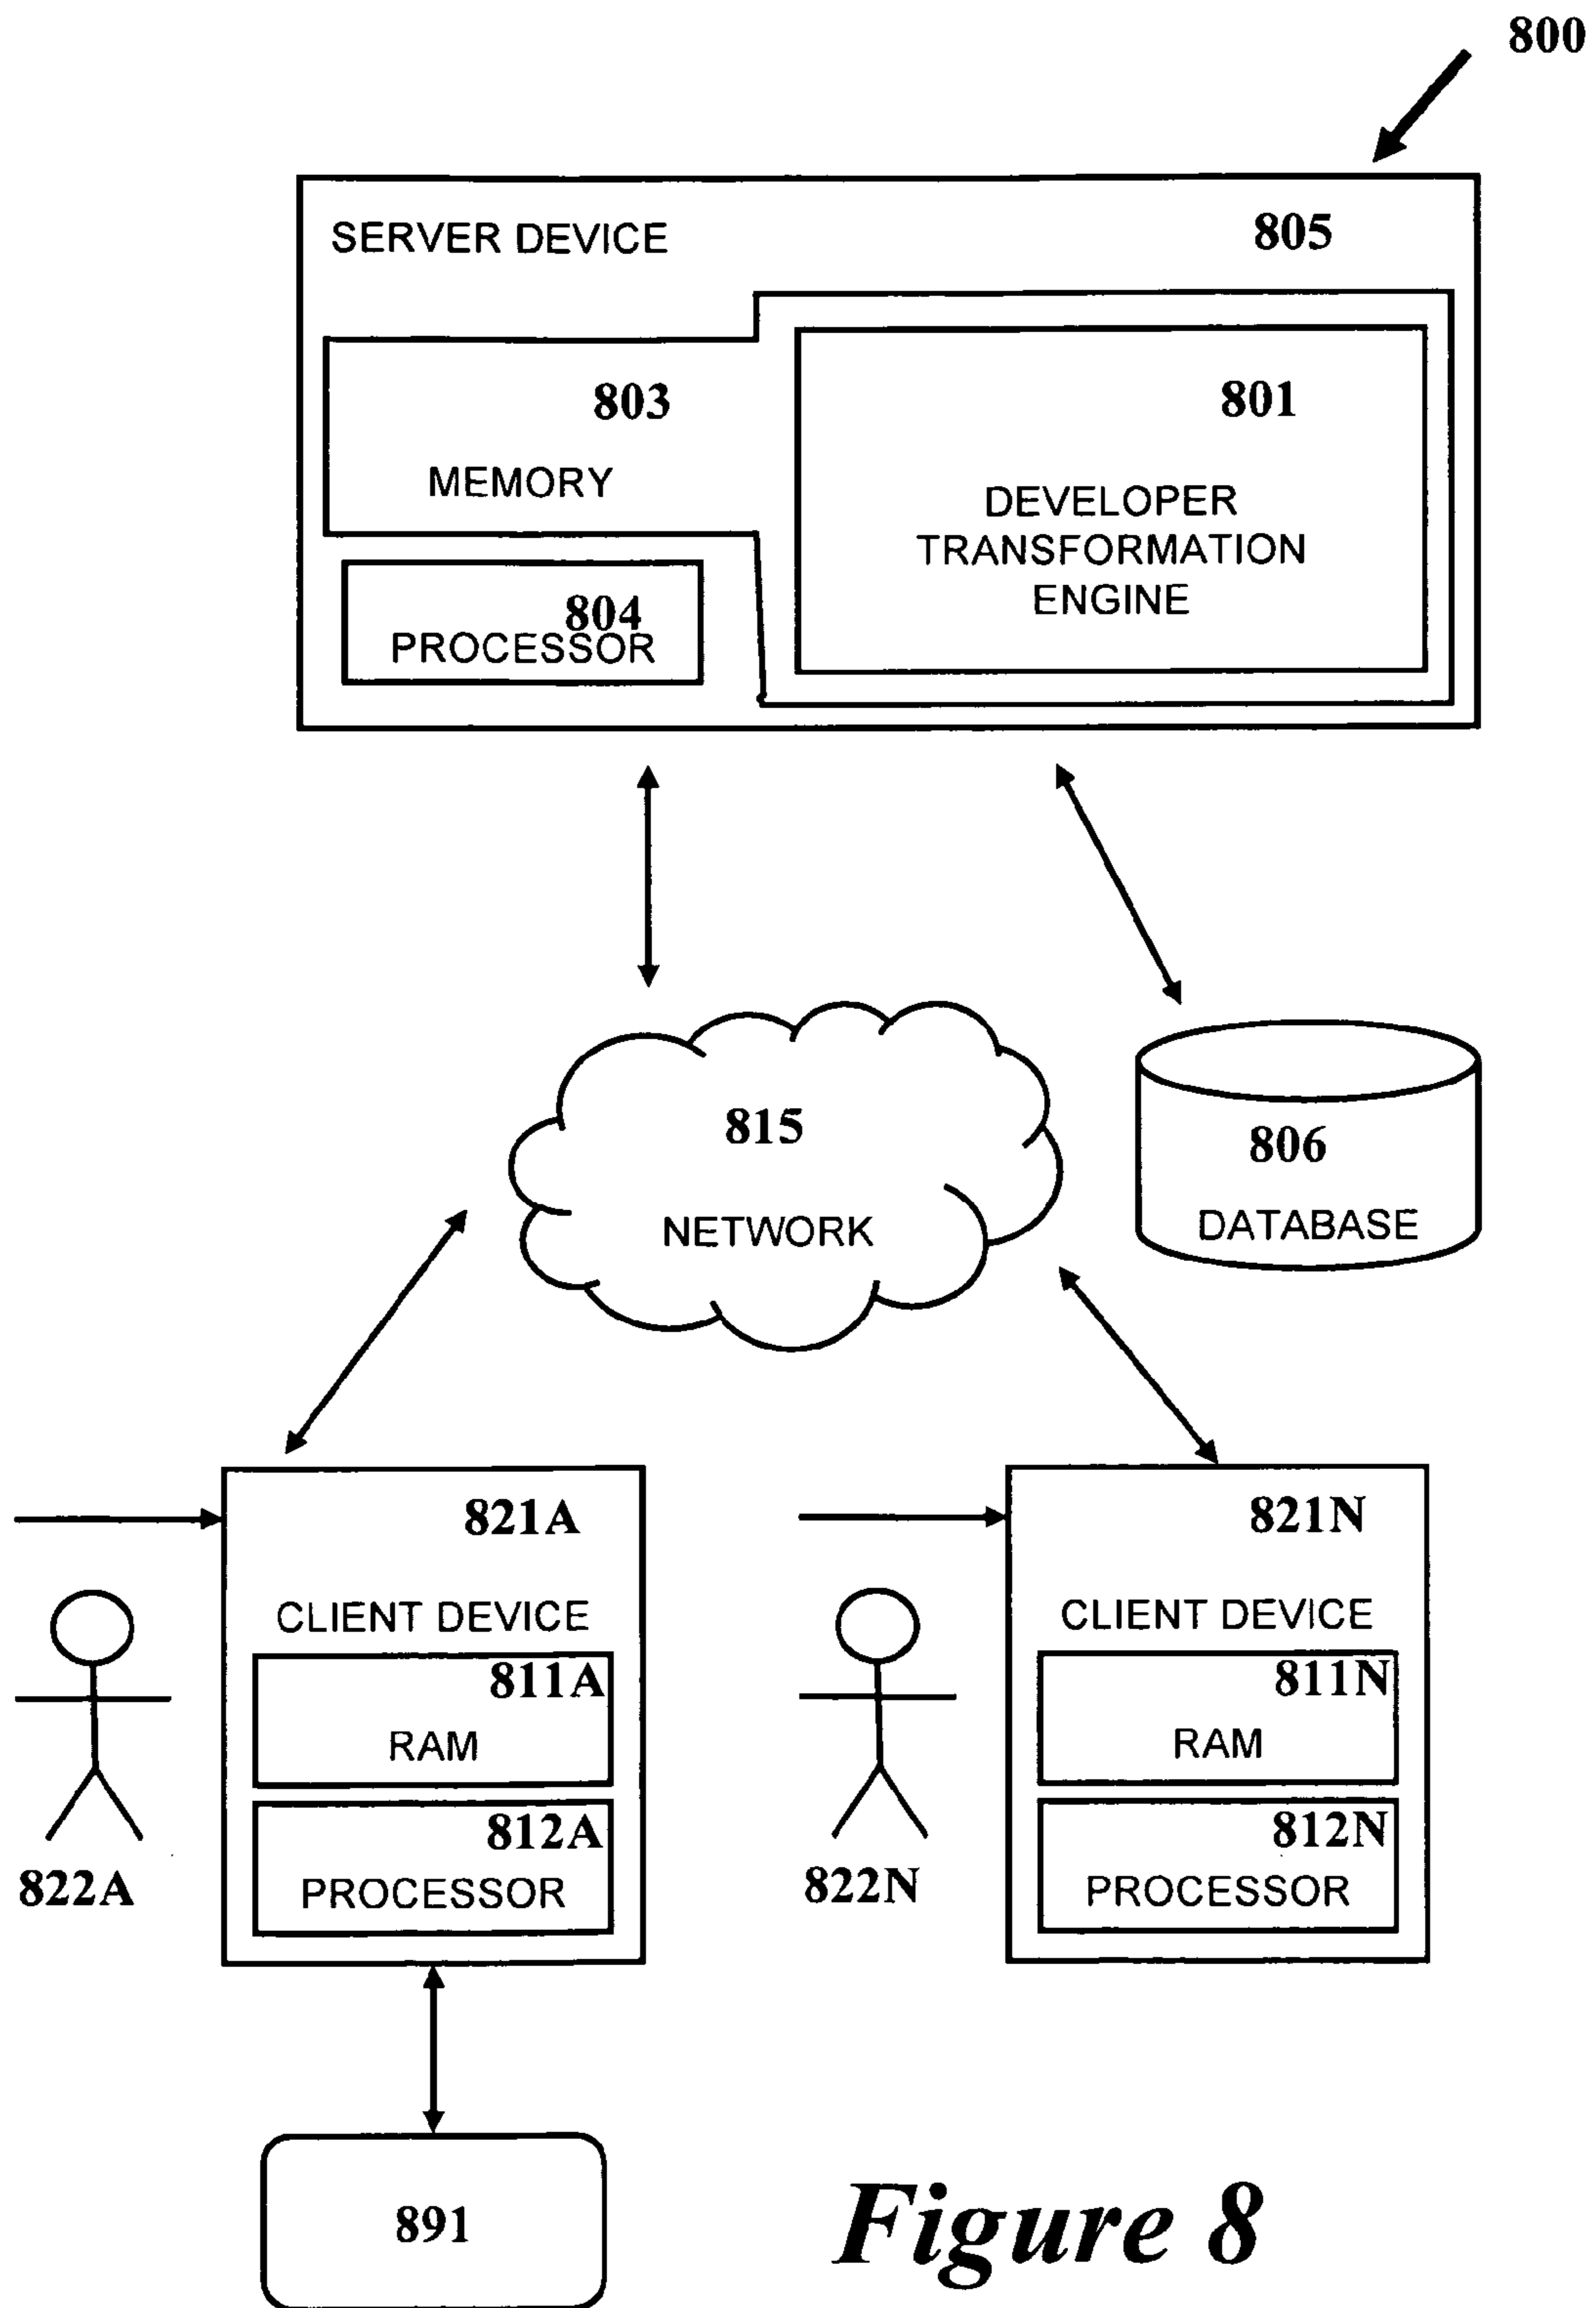 800
SERVER DEVICE 805
803 801
MEMORY
DEVELOPER
TRANSFORMATION
ENGINE
804
PROCESSOR
815
NETWORK
806
DATABASE
821A
CLIENT DEVICE
811A
RAM
812A
PROCESSOR
822A
821N
CLIENT DEVICE
811N
RAM
812N
PROCESSOR
822N
891
Figure 8